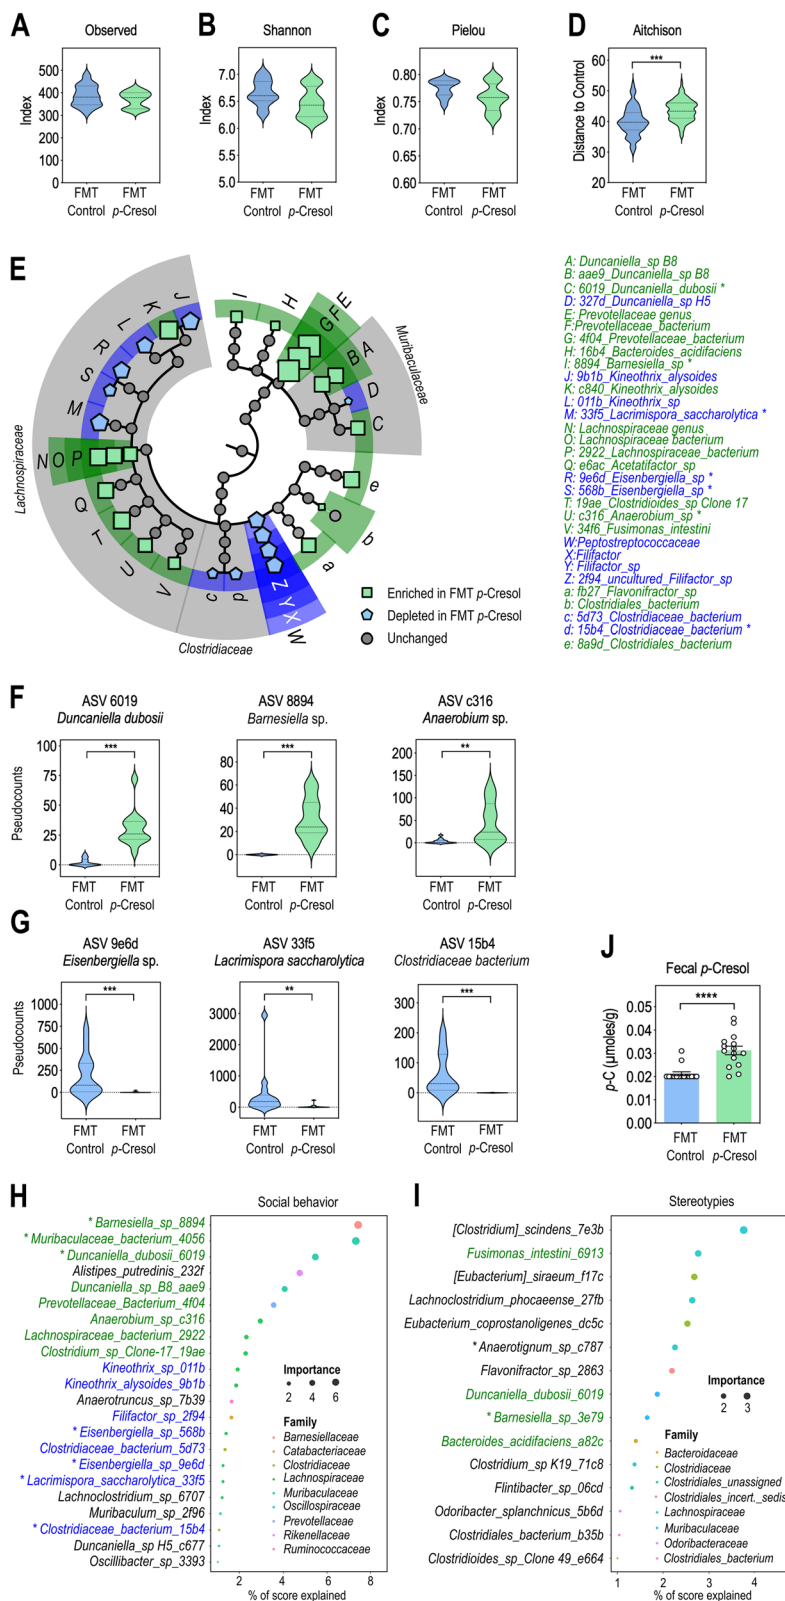 A
Observed
Index
500
400
300
200
100
0
FMT
Control
FMT
p-Cresol
B
Shannon
Index
7.0
6.5
6.0
5.5
5.0
FMT
Control
FMT
p-Cresol
C
Pielou
Index
0.80
0.75
0.70
0.65
0.60
FMT
Control
FMT
p-Cresol
D
Aitchison
Distance to Control
60
50
40
30
20
***
FMT
Control
FMT
p-Cresol
E
Lachnospiraceae
Muribaculaceae
Clostridiaceae
J
K
L
R
S
M
N O P
Q
T
U
V
c
d
Z Y X W
a
b
e
C
D
B A
G F E
H
I
Enriched in FMT p-Cresol
Depleted in FMT p-Cresol
Unchanged
A: Duncaniella_sp B8
B: aae9_Duncaniella_sp B8
C: 6019_Duncaniella_dubosii *
D: 327d_Duncaniella_sp H5
E: Prevotellaceae genus
F:Prevotellaceae_bacterium
G: 4f04_Prevotellaceae_bacterium
H: 16b4_Bacteroides_acidifaciens
I: 8894_Barnesiella_sp *
J: 9b1b_Kineothrix_alysoides
K: c840_Kineothrix_alysoides
L: 011b_Kineothrix_sp
M: 33f5_Lacrimispora_saccharolytica *
N: Lachnospiraceae genus
O: Lachnospiraceae bacterium
P: 2922_Lachnospiraceae_bacterium
Q: e6ac_Acetatifactor_sp
R: 9e6d_Eisenbergiella_sp *
S: 568b_Eisenbergiella_sp *
T: 19ae_Clostridioides_sp Clone 17
U: c316_Anaerobium_sp *
V: 34f6_Fusimonas_intestini
W:Peptostreptococcaceae
X:Filifactor
Y: Filifactor_sp
Z: 2f94_uncultured_Filifactor_sp
a: fb27_Flavonifractor_sp
b: Clostridiales_bacterium
c: 5d73_Clostridiaceae_bacterium
d: 15b4_Clostridiaceae_bacterium *
e: 8a9d_Clostridiales_bacterium
F
ASV 6019
Duncaniella dubosii
Pseudocounts
100
75
50
25
0
***
FMT
Control
FMT
p-Cresol
ASV 8894
Barnesiella sp.
80
60
40
20
0
***
FMT
Control
FMT
p-Cresol
ASV c316
Anaerobium sp.
200
150
100
50
0
**
FMT
Control
FMT
p-Cresol
G
ASV 9e6d
Eisenbergiella sp.
Pseudocounts
1000
750
500
250
0
***
FMT
Control
FMT
p-Cresol
ASV 33f5
Lacrimispora saccharolytica
3000
2000
1000
0
**
FMT
Control
FMT
p-Cresol
ASV 15b4
Clostridiaceae bacterium
300
200
100
0
***
FMT
Control
FMT
p-Cresol
J
Fecal p-Cresol
p-C (µmoles/g)
0.05
0.04
0.03
0.02
0.01
0.00
****
FMT
Control
FMT
p-Cresol
H
Social behavior
* Barnesiella_sp_8894
* Muribaculaceae_bacterium_4056
* Duncaniella_dubosii_6019
Alistipes_putredinis_232f
Duncaniella_sp_B8_aae9
Prevotellaceae_Bacterium_4f04
Anaerobium_sp_c316
Lachnospiraceae_bacterium_2922
Clostridium_sp_Clone-17_19ae
Kineothrix_sp_011b
Kineothrix_alysoides_9b1b
Anaerotruncus_sp_7b39
Filifactor_sp_2f94
* Eisenbergiella_sp_568b
Clostridiaceae_bacterium_5d73
* Eisenbergiella_sp_9e6d
* Lacrimispora_saccharolytica_33f5
Lachnoclostridium_sp_6707
Muribaculum_sp_2f96
* Clostridiaceae_bacterium_15b4
Duncaniella_sp H5_c677
Oscillibacter_sp_3393
Importance
2 4 6
Family
Barnesiellaceae
Catabacteriaceae
Clostridiaceae
Lachnospiraceae
Muribaculaceae
Oscillospiraceae
Prevotellaceae
Rikenellaceae
Ruminococcaceae
2 4 6 8
% of score explained
I
Stereotypies
[Clostridium]_scindens_7e3b
Fusimonas_intestini_6913
[Eubacterium]_siraeum_f17c
Lachnoclostridium_phocaeense_27fb
Eubacterium_coprostanoligenes_dc5c
* Anaerotignum_sp_c787
Flavonifractor_sp_2863
Duncaniella_dubosii_6019
* Barnesiella_sp_3e79
Bacteroides_acidifaciens_a82c
Clostridium_sp K19_71c8
Flintibacter_sp_06cd
Odoribacter_splanchnicus_5b6d
Clostridiales_bacterium_b35b
Clostridioides_sp_Clone 49_e664
Importance
2 3
Family
Bacteroidaceae
Clostridiaceae
Clostridiales_unassigned
Clostridiales_incert._sedis
Lachnospiraceae
Muribaculaceae
Odoribacteraceae
Clostridiales_bacterium
1 2 3 4
% of score explained